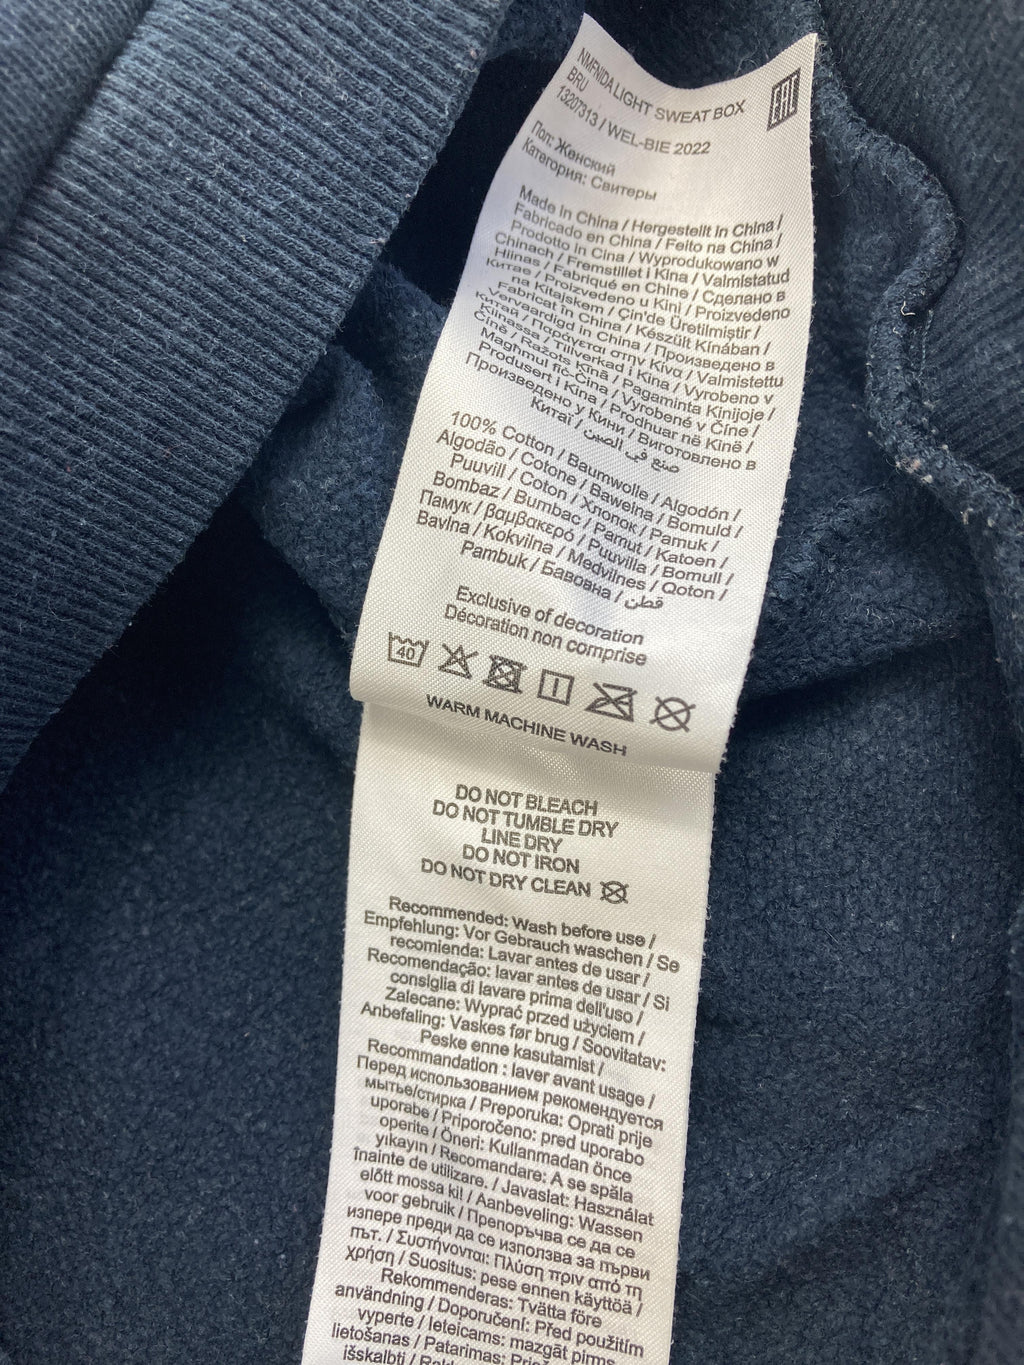 NMFNIDA LIGHT SWEAT BOX
BRU
13207313 / WEL-BIE 2022
EAC
Пол: Женский
Категория: Свитеры
Made In China / Hergestellt In China /
Fabricado en China / Feito na China /
Prodotto In Cina / Wyprodukowano w
Chinach / Fremstillet i Kina / Valmistatud
Hiinas / Fabriqué en Chine / Сделано в
Китае / Proizvedeno u Kini / Proizvedeno
na Kitajskem / Çin'de Üretilmiştir /
Fabricat în China / Készült Kínában /
Vervaardigd in China / Произведено в
Китай / Παράγεται στην Κίνα / Valmistettu
Kiinassa / Tillverkad i Kina / Vyrobeno v
Číně / Ražots Ķīnā / Pagaminta Kinijoje /
Maghmul fiċ-Ċina / Vyrobené v Číne /
Produsert i Kina / Prodhuar në Kinë /
Произведено у Кини / Виготовлено в
Китаї / صنع في الصين
100% Cotton / Baumwolle / Algodón /
Algodão / Cotone / Bawełna / Bomuld /
Puuvill / Coton / Хлопок / Pamuk /
Bombaz / Bumbac / Pamut / Katoen /
Памук / βαμβακερό / Puuvilla / Bomull /
Bavlna / Kokvilna / Medvilnes / Qoton /
Pambuk / Бавовна / قطن
Exclusive of decoration
Décoration non comprise
40
WARM MACHINE WASH
DO NOT BLEACH
DO NOT TUMBLE DRY
LINE DRY
DO NOT IRON
DO NOT DRY CLEAN
Recommended: Wash before use /
Empfehlung: Vor Gebrauch waschen / Se
recomienda: Lavar antes de usar /
Recomendação: lavar antes de usar / Si
consiglia di lavare prima dell'uso /
Zalecane: Wyprać przed użyciem /
Anbefaling: Vaskes før brug / Soovitatav:
Peske enne kasutamist /
Recommandation : laver avant usage /
Перед использованием рекомендуется
мытье/стирка / Preporuka: Oprati prije
uporabe / Priporočeno: pred uporabo
operite / Öneri: Kullanmadan önce
yıkayın / Recomandare: A se spăla
înainte de utilizare. / Javaslat: Használat
előtt mossa ki! / Aanbeveling: Wassen
voor gebruik / Препоръчва се да се
изпере преди да се използва за първи
път. / Συστήνονται: Πλύση πριν από τη
χρήση / Suositus: pese ennen käyttöä /
Rekommenderas: Tvätta före
användning / Doporučení: Před použitím
vyperte / Ieteicams: mazgāt pirms
lietošanas / Patarimas: Prieš
išskalbti /